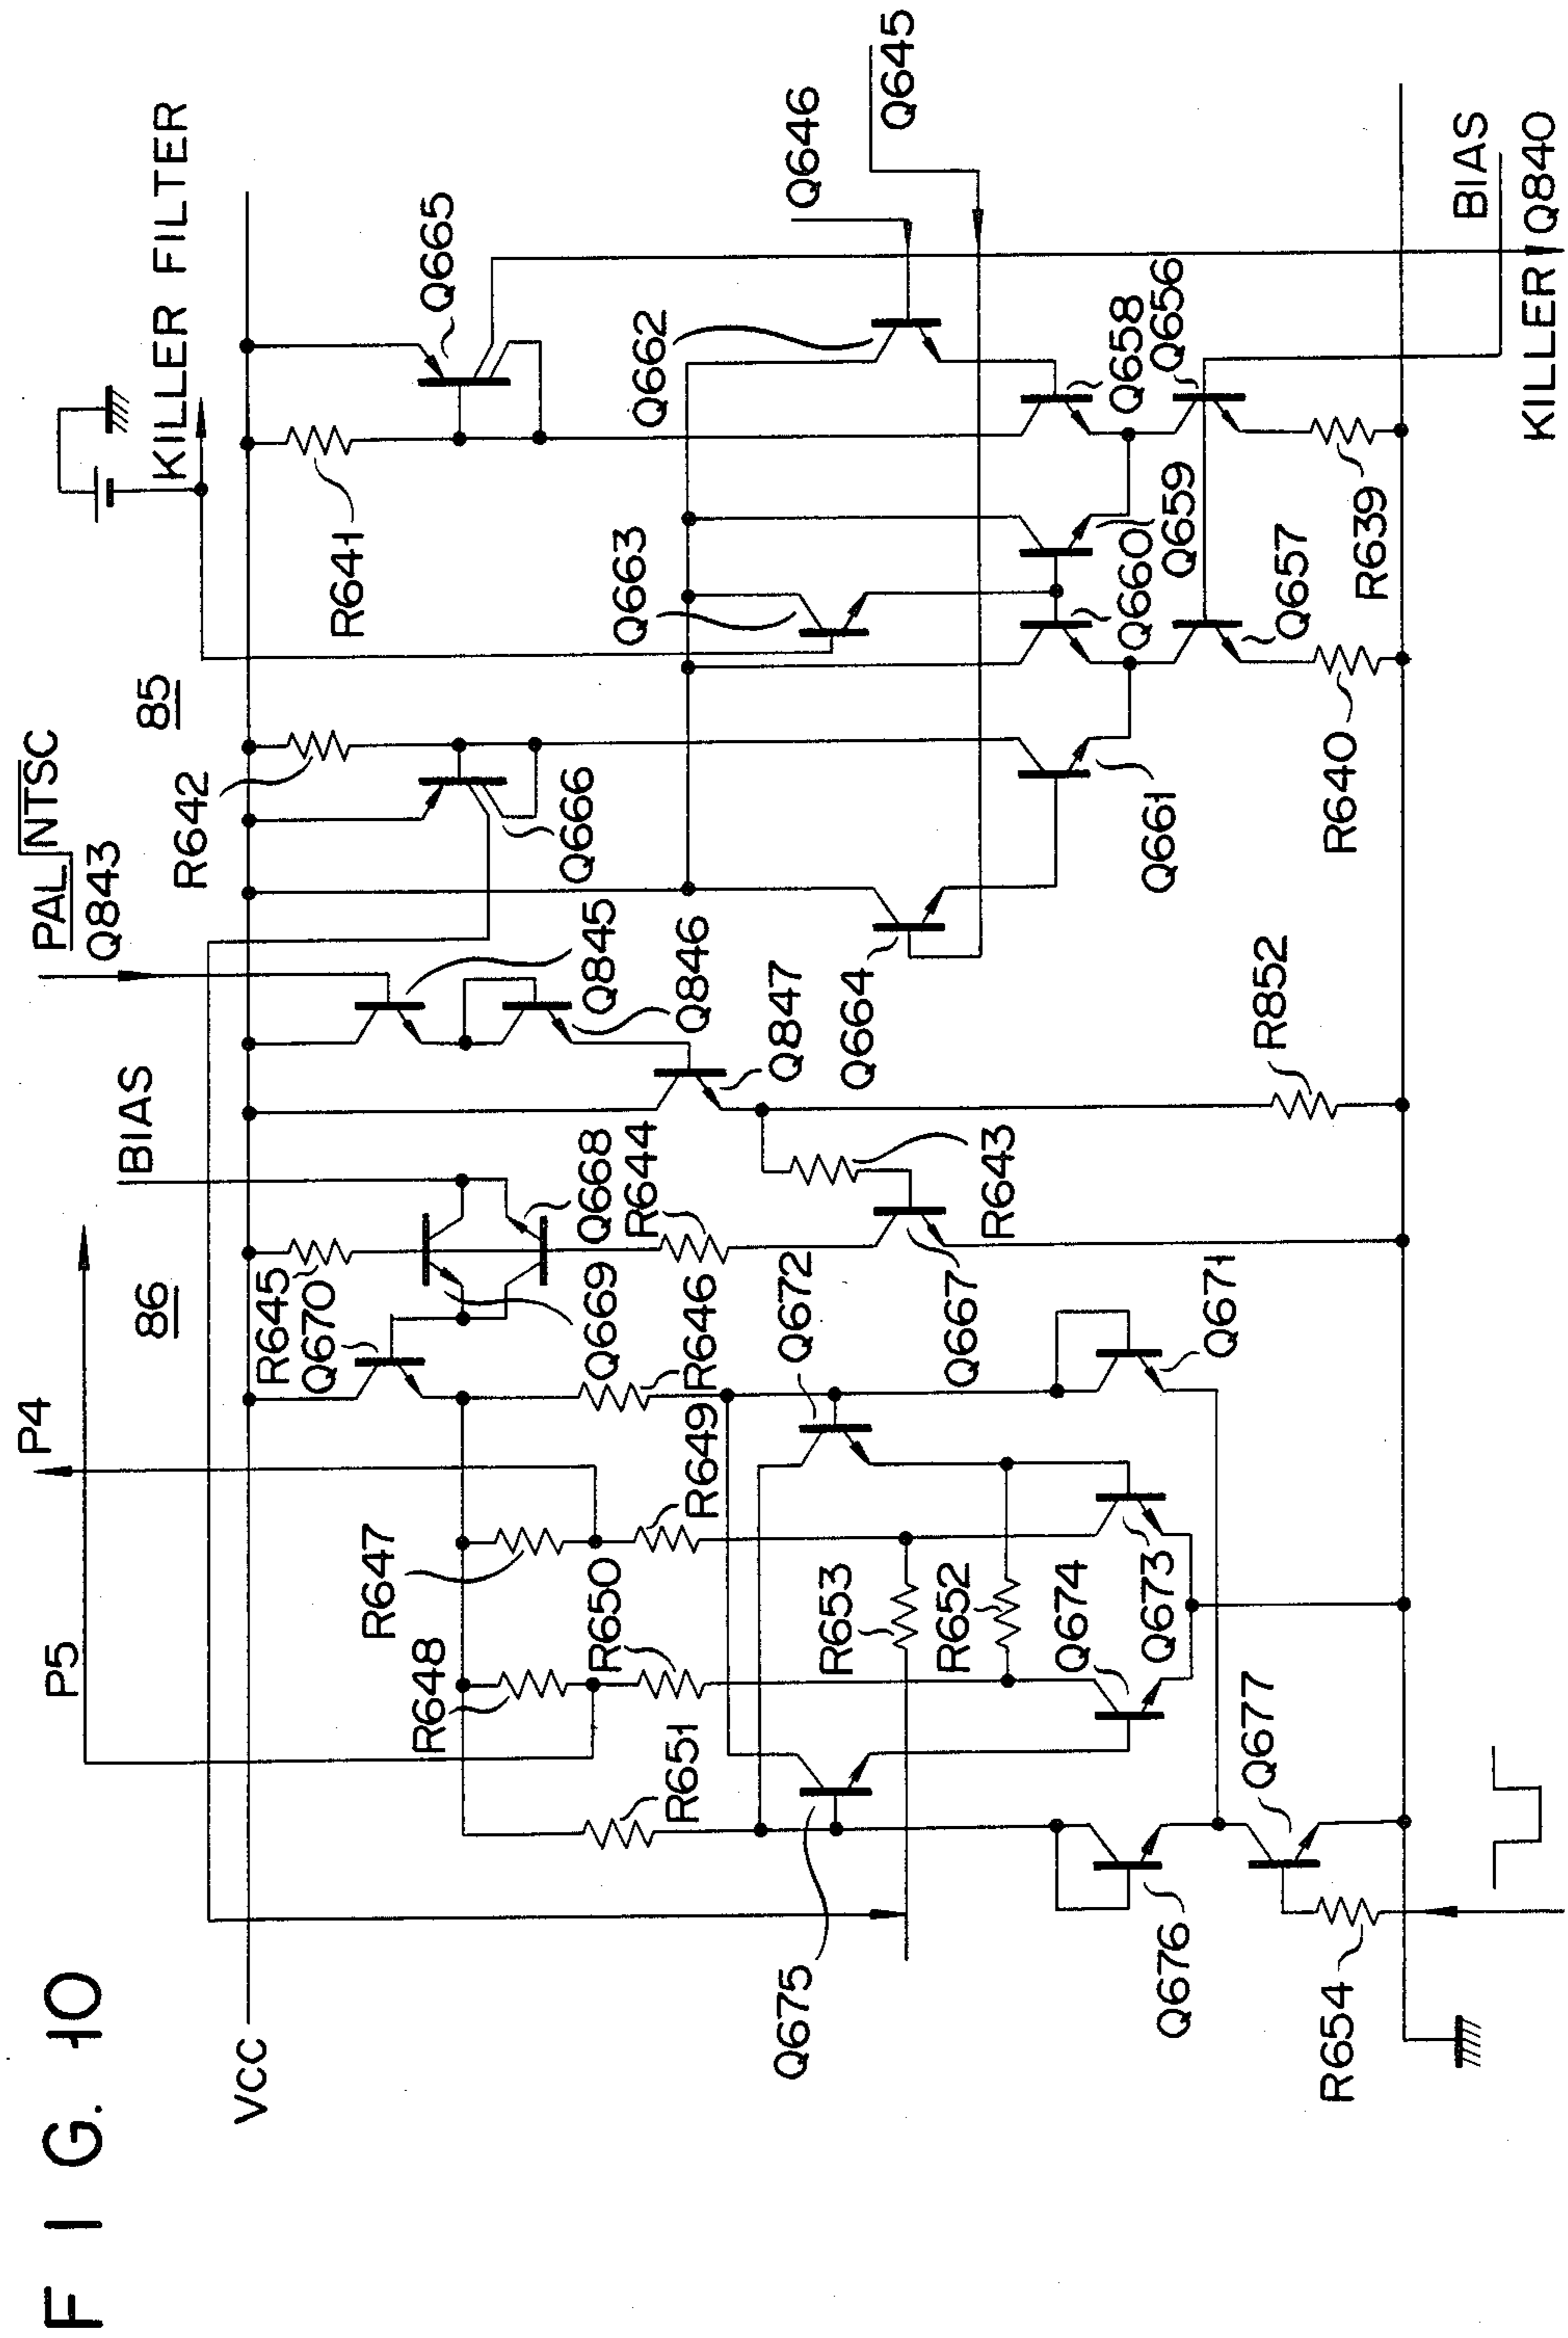 FIG. 10
VCC
P5
P4
86
BIAS
PAL NTSC
Q843
85
KILLER FILTER
R648
R647
R645
Q670
R642
R641
Q665
R651
R650
R649
R646
Q669
Q668
R644
Q845
Q846
Q666
Q663
Q662
Q646
Q645
Q675
R653
R652
Q672
Q667
R643
Q847
Q664
Q674
Q673
Q671
Q661
Q660
Q659
Q658
Q656
Q676
Q677
R852
Q657
R654
R640
R639
BIAS
KILLER Q840